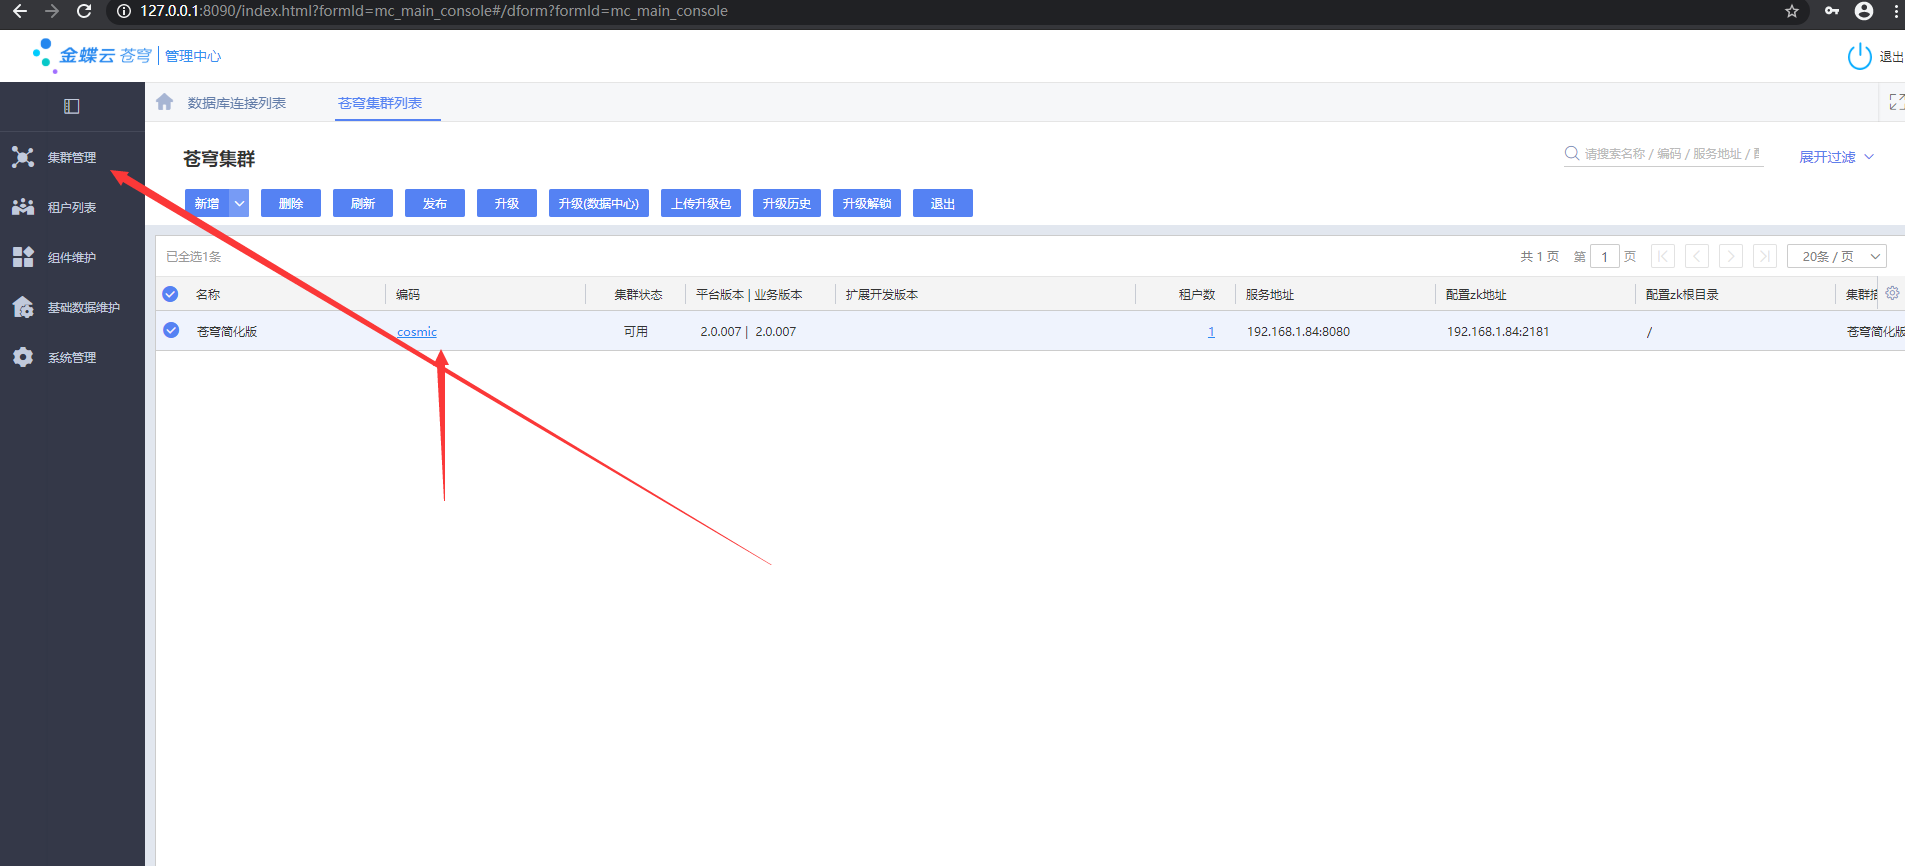 127.0.0.1:8090/index.html?formId=mc_main_console#/dform?formId=mc_main_console
金蝶云 苍穹 | 管理中心
退出
数据库连接列表 苍穹集群列表
集群管理
租户列表
组件维护
基础数据维护
系统管理
苍穹集群
请搜索名称 / 编码 / 服务地址 /
展开过滤
新增 删除 刷新 发布 升级 升级(数据中心) 上传升级包 升级历史 升级解锁 退出
已全选1条
共 1 页 第 1 页 20条 / 页
名称 编码 集群状态 平台版本 | 业务版本 扩展开发版本 租户数 服务地址 配置zk地址 配置zk根目录 集群
苍穹简化版 cosmic 可用 2.0.007 | 2.0.007 1 192.168.1.84:8080 192.168.1.84:2181 / 苍穹简化版